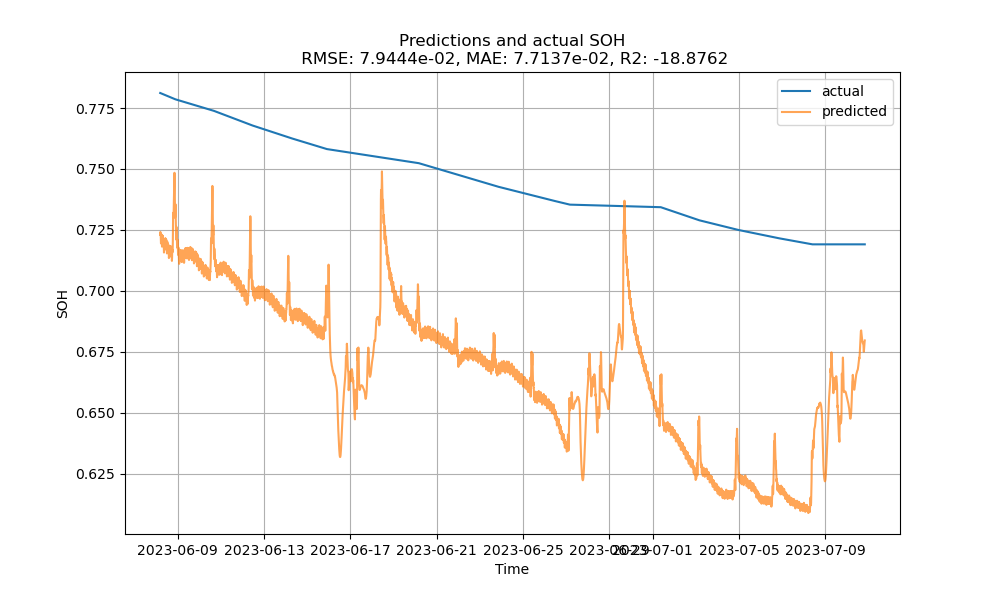 Predictions and actual SOH
RMSE: 7.9444e-02, MAE: 7.7137e-02, R2: -18.8762
actual
predicted
0.775
0.750
0.725
0.700
0.675
0.650
0.625
SOH
2023-06-09 2023-06-13 2023-06-17 2023-06-21 2023-06-25 2023-06-29 2023-07-01 2023-07-05 2023-07-09
Time